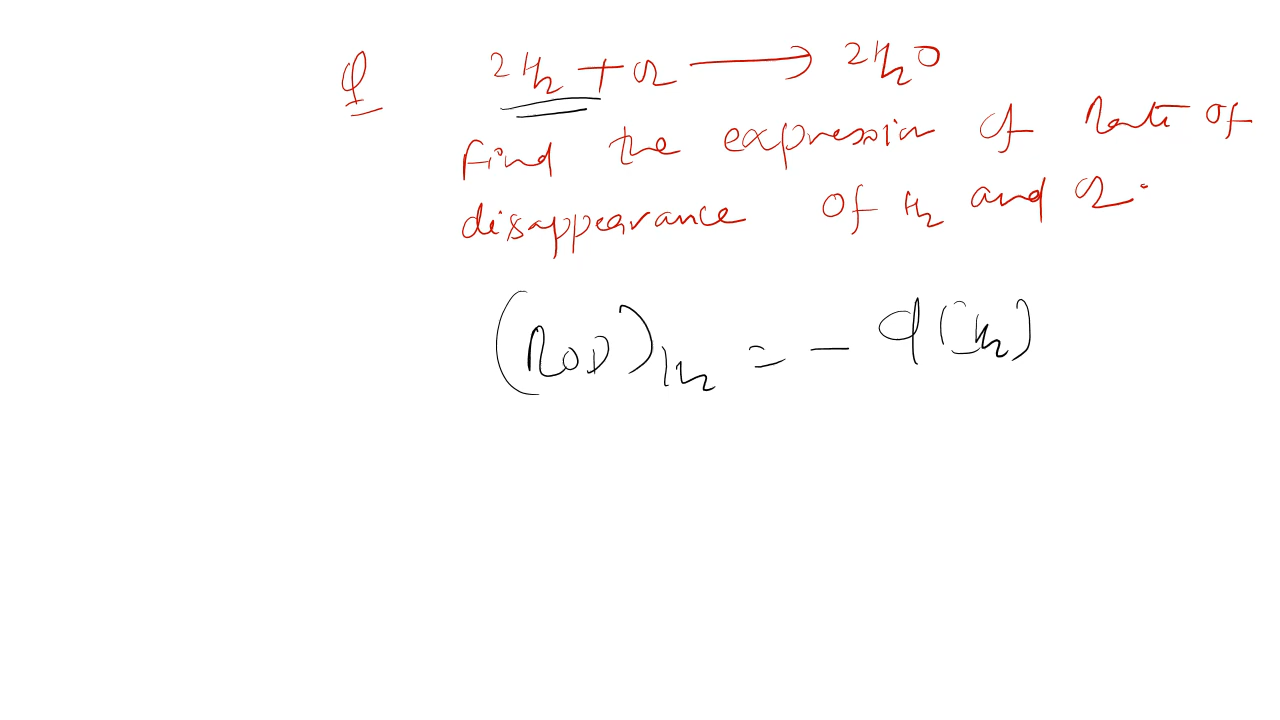 Q 2H₂ + O₂ ⟶ 2H₂O
Find the expression of Rate of
disappearance of H₂ and O₂.
(ROD)H₂ = - d[H₂]